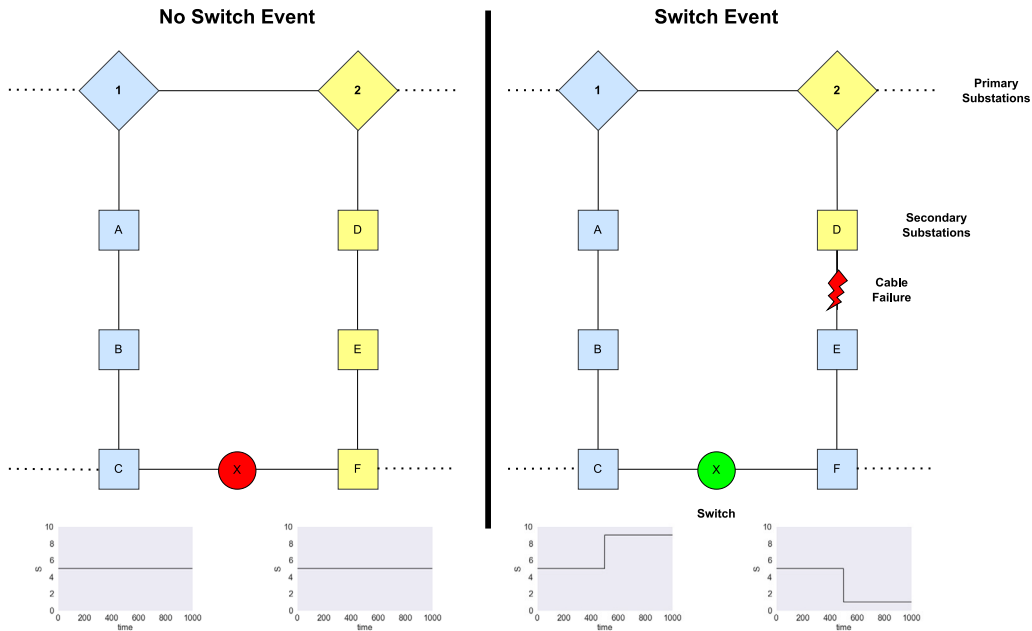 No Switch Event
Switch Event
1
2
1
2
Primary
Substations
A
D
A
D
Secondary
Substations
Cable
Failure
B
E
B
E
C
X
F
C
X
F
Switch
10
8
6
4
2
0
S
0
200
400
600
800
1000
time
10
8
6
4
2
0
S
0
200
400
600
800
1000
time
10
8
6
4
2
0
S
0
200
400
600
800
1000
time
10
8
6
4
2
0
S
0
200
400
600
800
1000
time